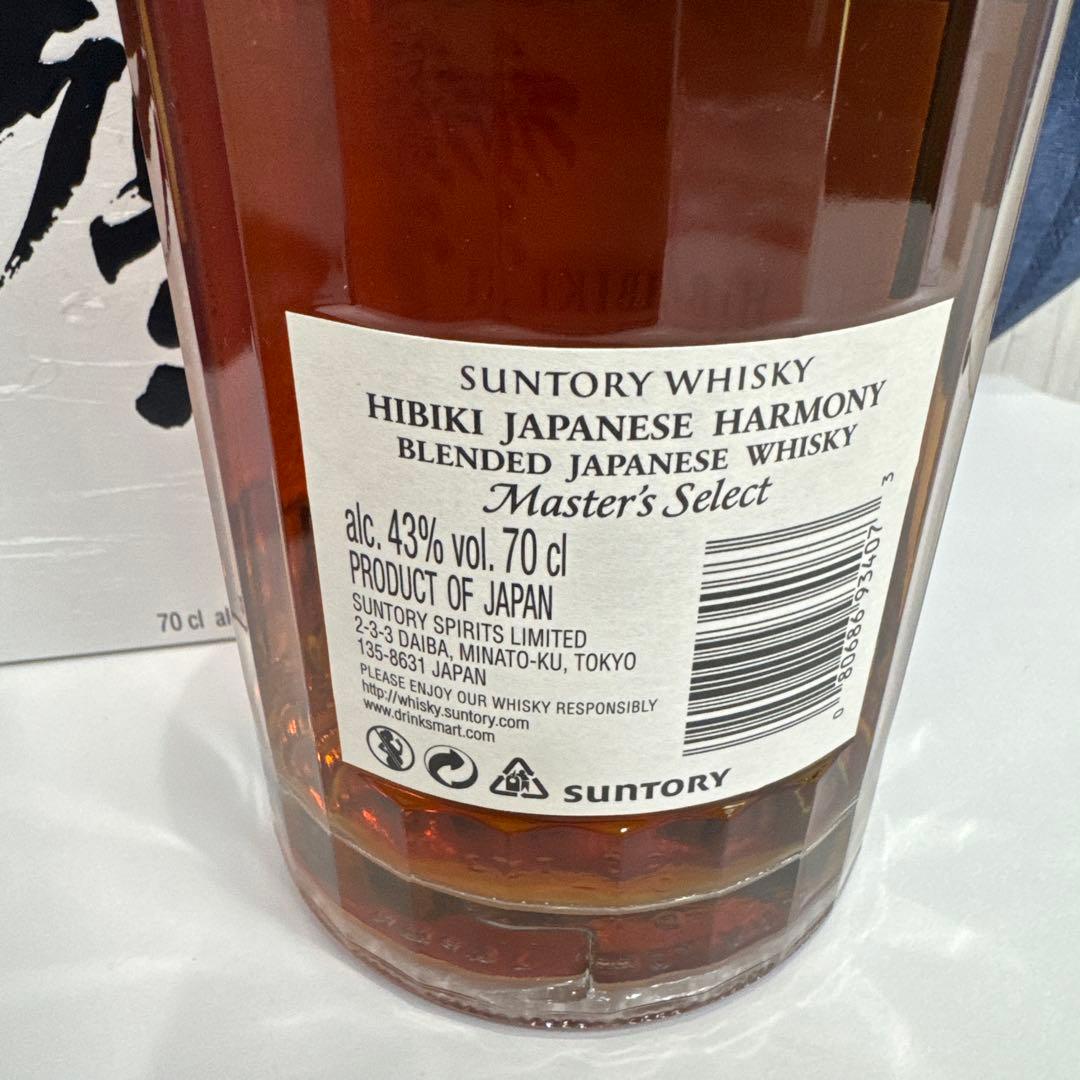 SUNTORY WHISKY
HIBIKI JAPANESE HARMONY
BLENDED JAPANESE WHISKY
Master's Select
alc. 43% vol. 70 cl
PRODUCT OF JAPAN
SUNTORY SPIRITS LIMITED
2-3-3 DAIBA, MINATO-KU, TOKYO
135-8631 JAPAN
PLEASE ENJOY OUR WHISKY RESPONSIBLY
http://whisky.suntory.com
www.drinksmart.com
SUNTORY
0 80686 93407 3
70 cl